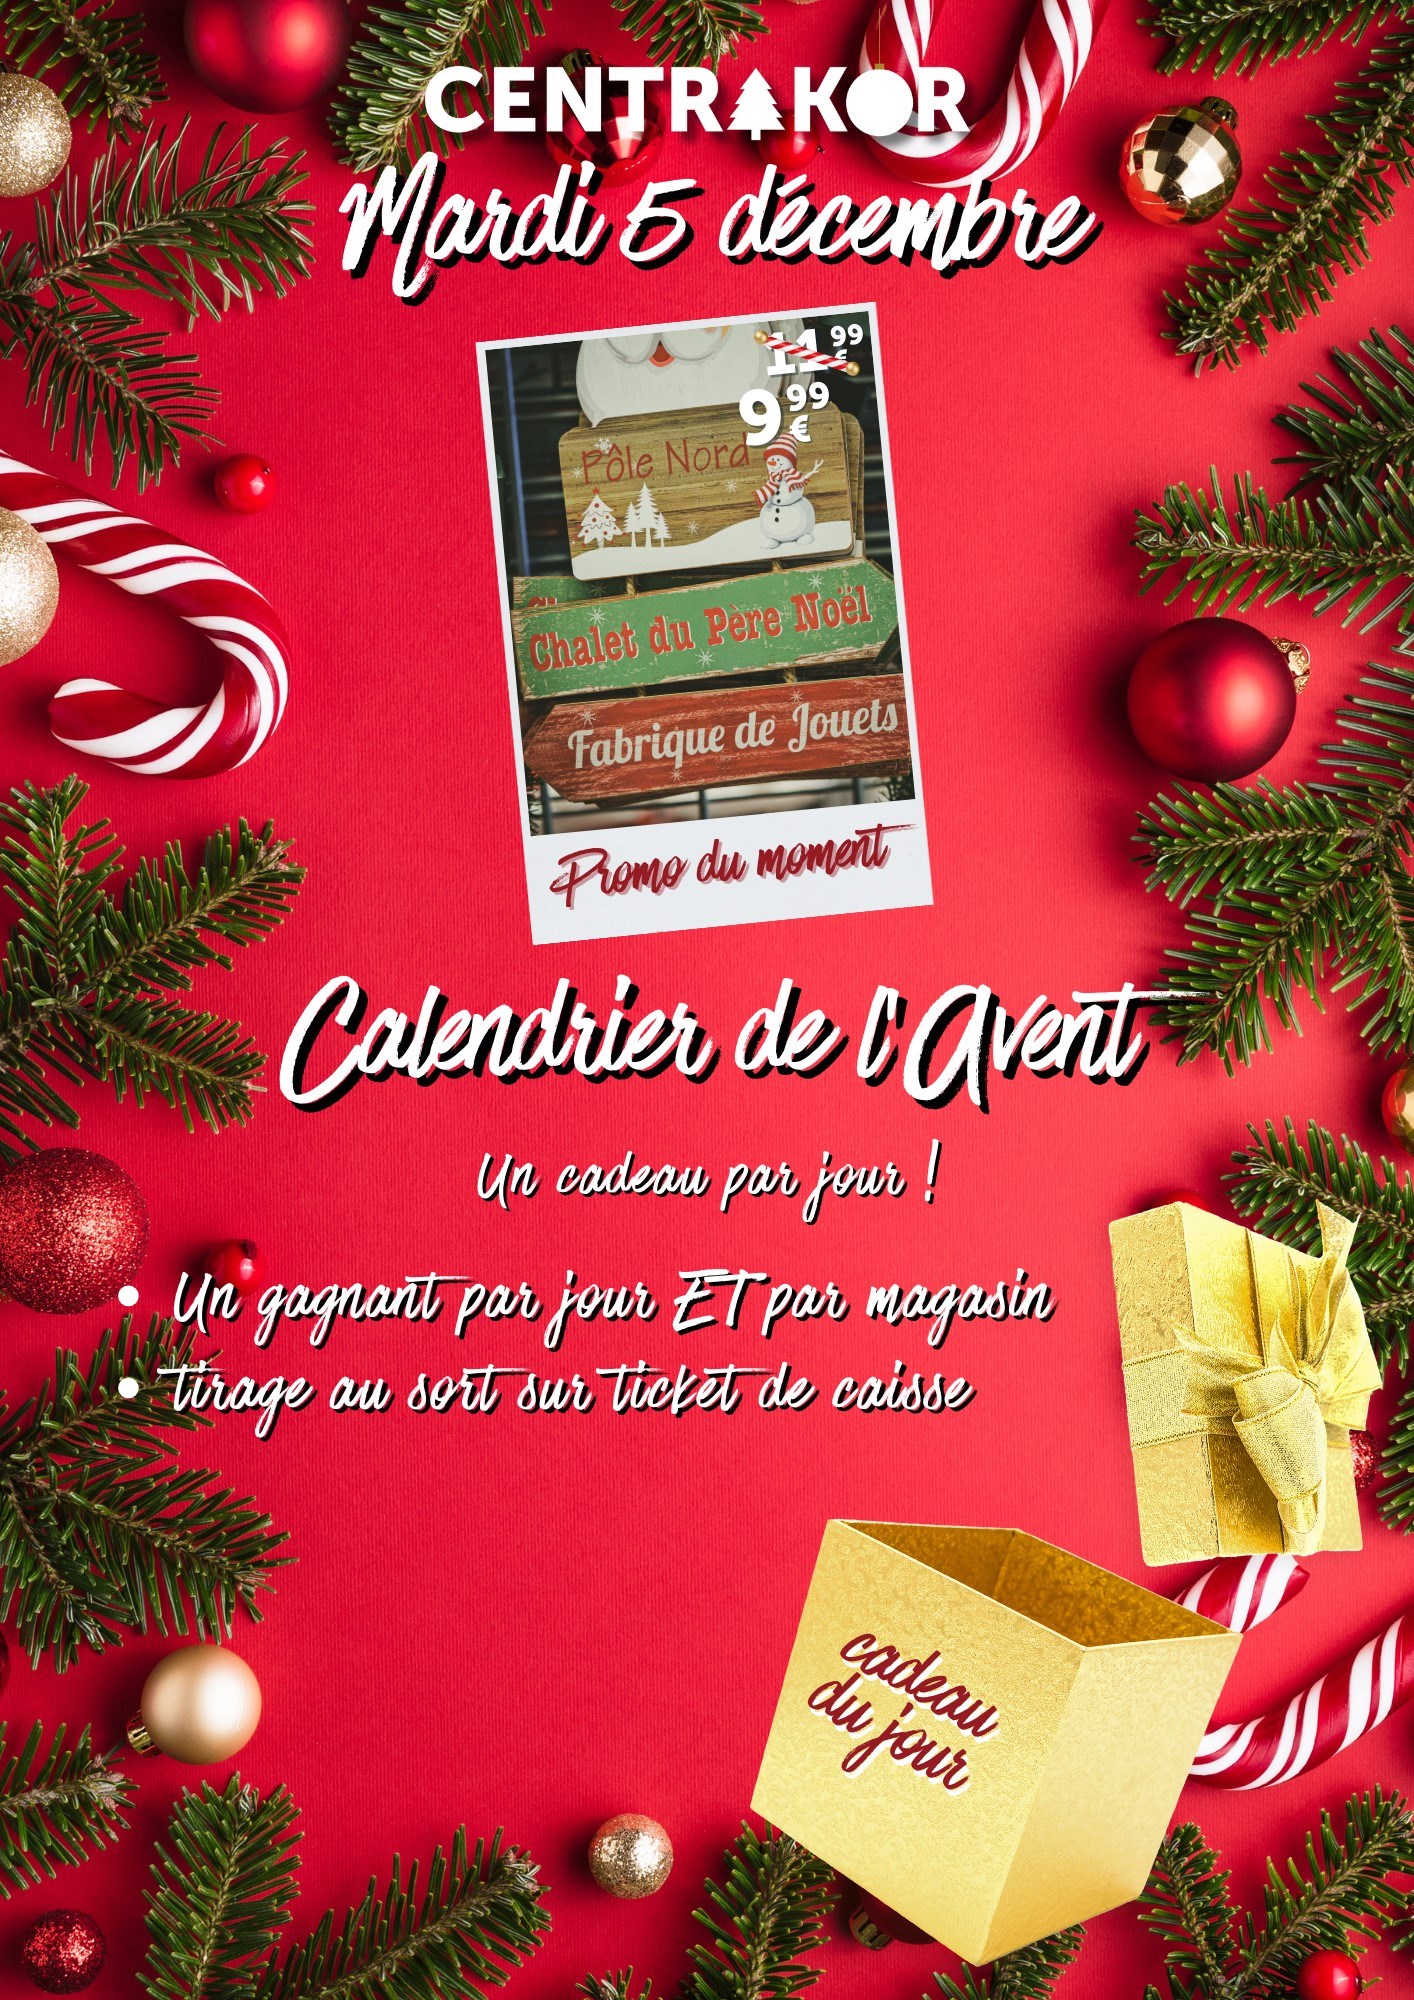 CENTRAKOR
Mardi 5 décembre
11€99
9€99
Pôle Nord
Chalet du Père Noël
Fabrique de Jouets
Promo du moment
Calendrier de l'Avent
Un cadeau par jour !
• Un gagnant par jour ET par magasin
• tirage au sort sur ticket de caisse
cadeau
du jour